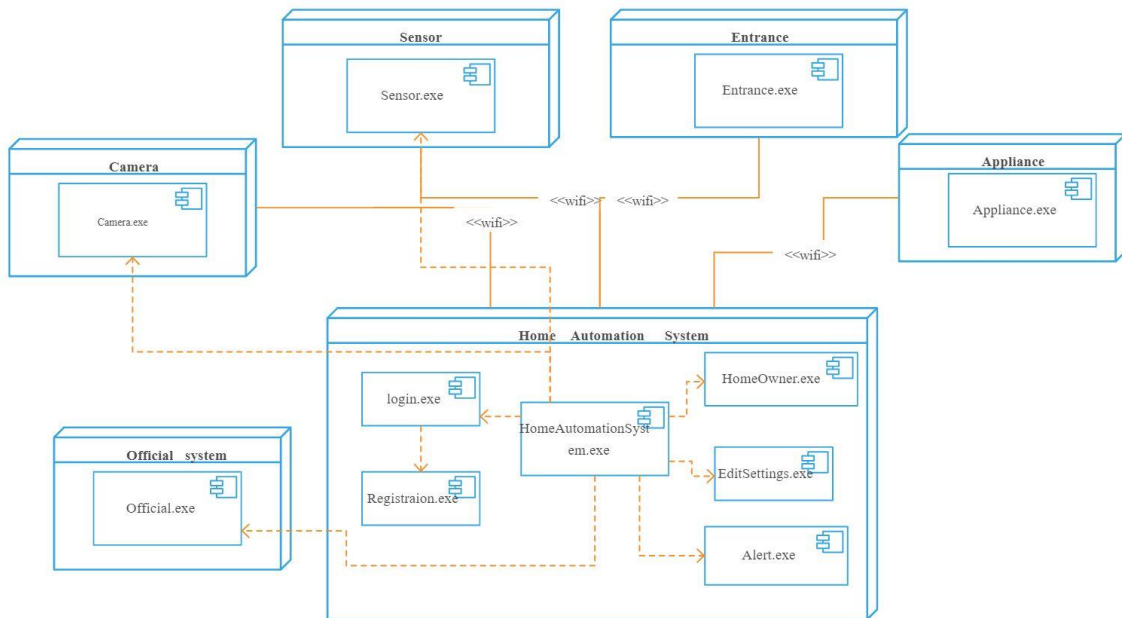 Sensor
Sensor.exe
Entrance
Entrance.exe
Camera
Camera.exe
Appliance
Appliance.exe
<<wifi>>
<<wifi>>
<<wifi>>
<<wifi>>
Home Automation System
login.exe
HomeAutomationSyst
em.exe
HomeOwner.exe
Registraion.exe
EditSettings.exe
Alert.exe
Official system
Official.exe